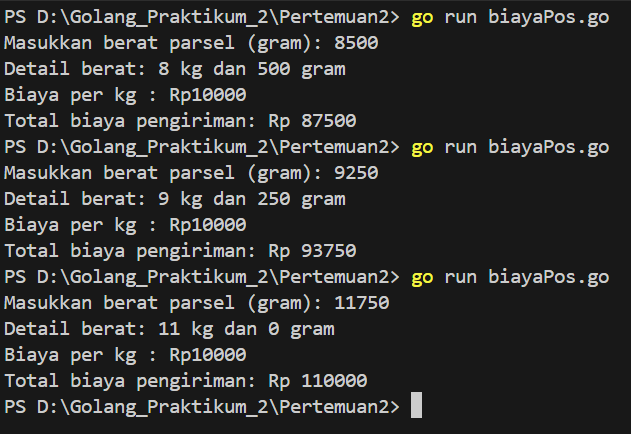 PS D:\Golang_Praktikum_2\Pertemuan2> go run biayaPos.go
Masukkan berat parsel (gram): 8500
Detail berat: 8 kg dan 500 gram
Biaya per kg : Rp10000
Total biaya pengiriman: Rp 87500
PS D:\Golang_Praktikum_2\Pertemuan2> go run biayaPos.go
Masukkan berat parsel (gram): 9250
Detail berat: 9 kg dan 250 gram
Biaya per kg : Rp10000
Total biaya pengiriman: Rp 93750
PS D:\Golang_Praktikum_2\Pertemuan2> go run biayaPos.go
Masukkan berat parsel (gram): 11750
Detail berat: 11 kg dan 0 gram
Biaya per kg : Rp10000
Total biaya pengiriman: Rp 110000
PS D:\Golang_Praktikum_2\Pertemuan2>